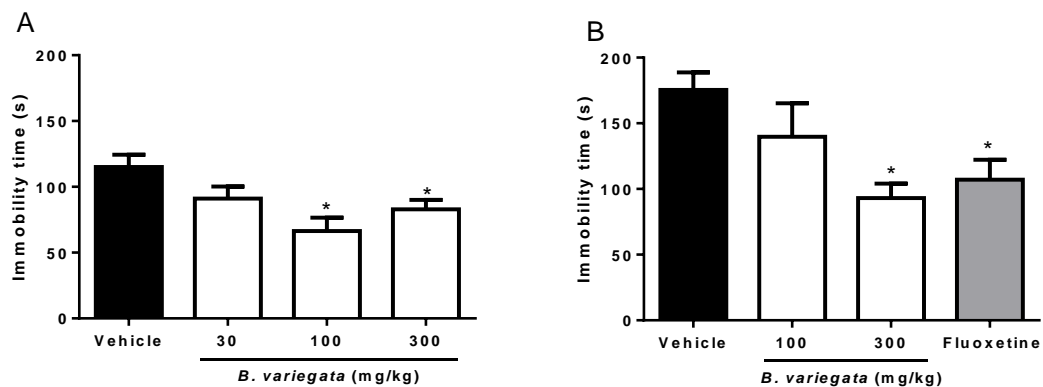 A
200
150
100
50
0
Immobility time (s)
*
*
Vehicle 30 100 300
B. variegata (mg/kg)
B
200
150
100
50
0
Immobility time (s)
*
*
Vehicle 100 300 Fluoxetine
B. variegata (mg/kg)